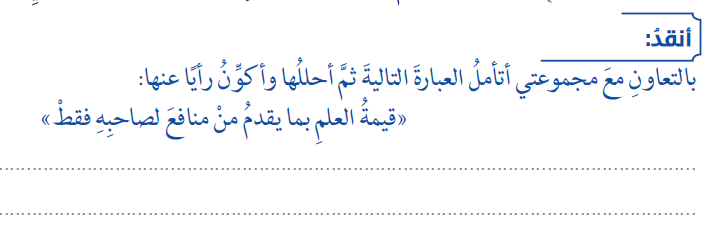 أنقدُ:
بالتعاونِ معَ مجموعتي أتأملُ العبارةَ التاليةَ ثمَّ أحللُها وأكوِّنُ رأيًا عنها:
«قيمةُ العلمِ بما يقدمُ منْ منافعَ لصاحبِهِ فقطْ»